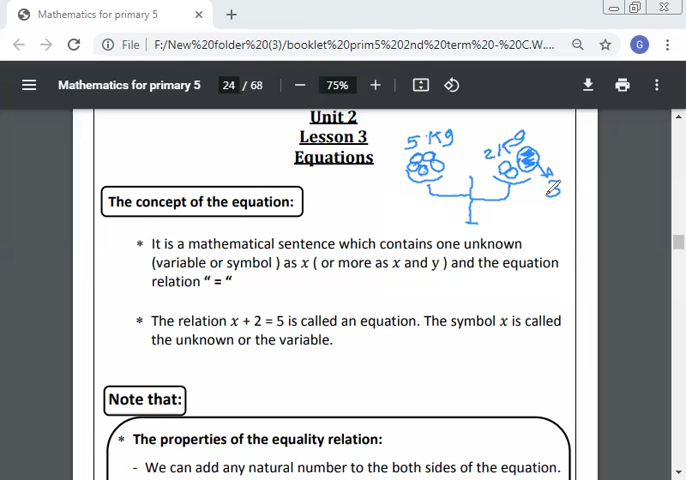 Mathematics for primary 5
File
F:/New%20folder%20(3)/booklet%20prim5%202nd%20term%20-%20C.W....
G
Mathematics for primary 5
24 / 68
75%
Unit 2
Lesson 3
Equations
5 Kg
2 Kg
3
The concept of the equation:
* It is a mathematical sentence which contains one unknown
(variable or symbol ) as x ( or more as x and y ) and the equation
relation “ = “
* The relation x + 2 = 5 is called an equation. The symbol x is called
the unknown or the variable.
Note that:
* The properties of the equality relation:
- We can add any natural number to the both sides of the equation.